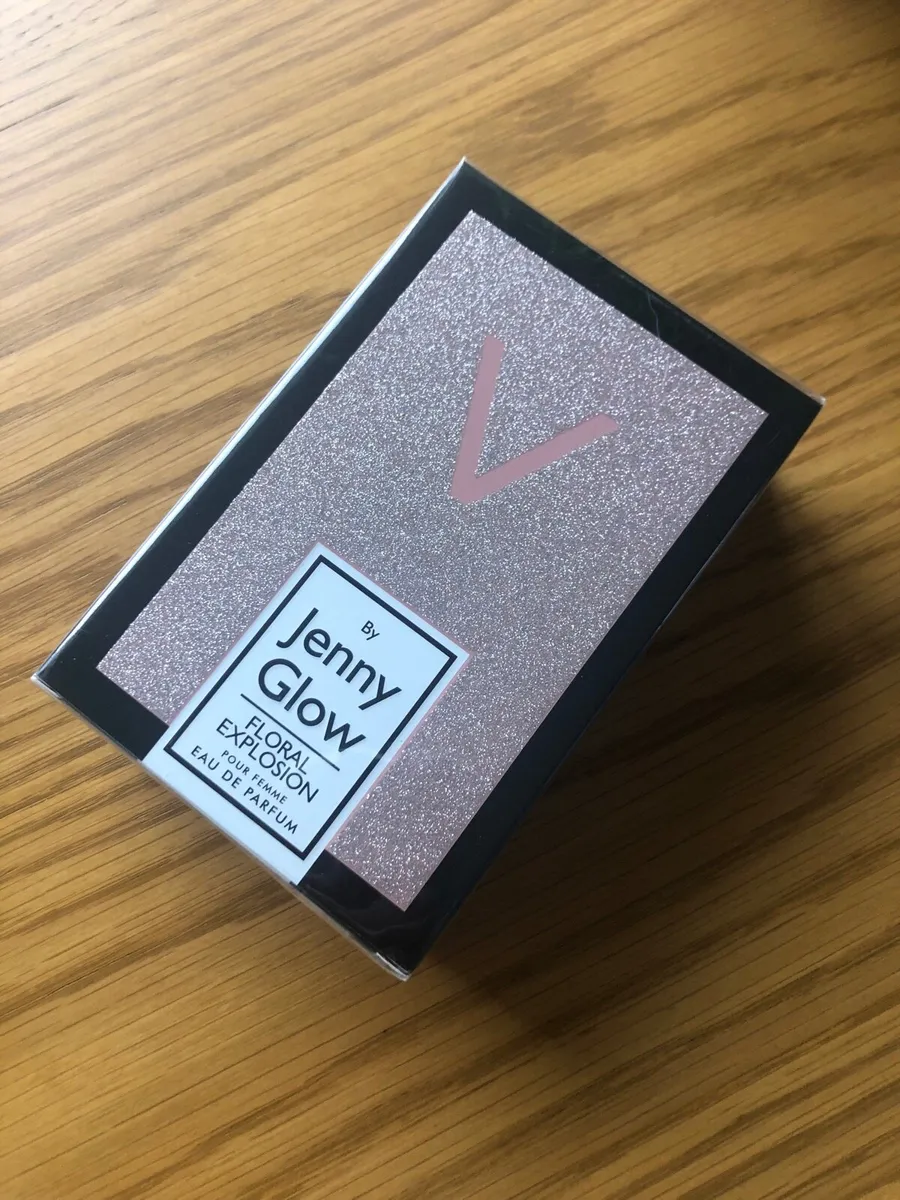 V
By
Jenny
Glow
FLORAL
EXPLOSION
POUR FEMME
EAU DE PARFUM